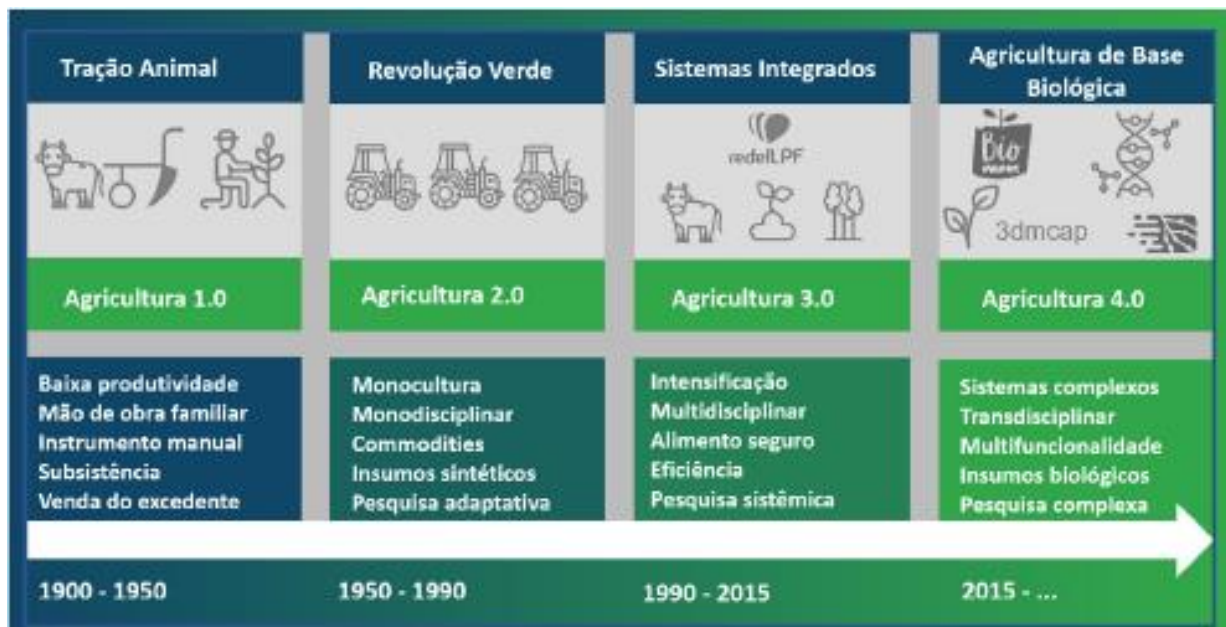 Tração Animal
Revolução Verde
Sistemas Integrados
Agricultura de Base
Biológica
redeILPF
Bio
3dmcap
Agricultura 1.0
Agricultura 2.0
Agricultura 3.0
Agricultura 4.0
Baixa produtividade
Mão de obra familiar
Instrumento manual
Subsistência
Venda do excedente
Monocultura
Monodisciplinar
Commodities
Insumos sintéticos
Pesquisa adaptativa
Intensificação
Multidisciplinar
Alimento seguro
Eficiência
Pesquisa sistêmica
Sistemas complexos
Transdisciplinar
Multifuncionalidade
Insumos biológicos
Pesquisa complexa
1900 - 1950
1950 - 1990
1990 - 2015
2015 - ...